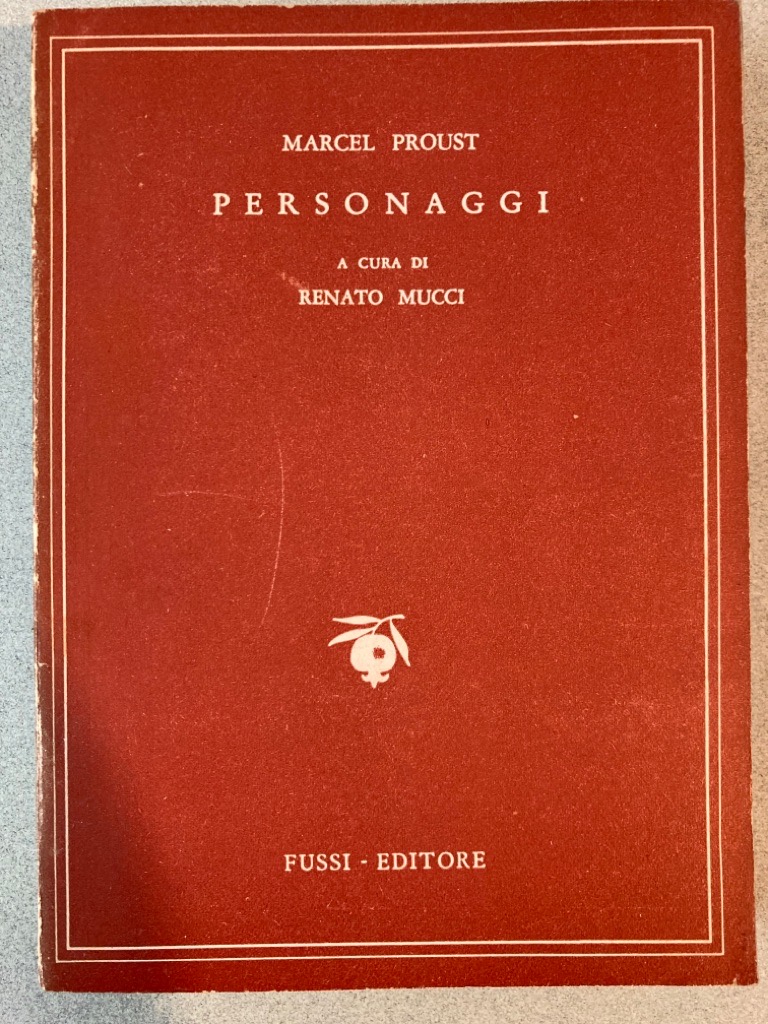 MARCEL PROUST
PERSONAGGI
A CURA DI
RENATO MUCCI
FUSSI - EDITORE